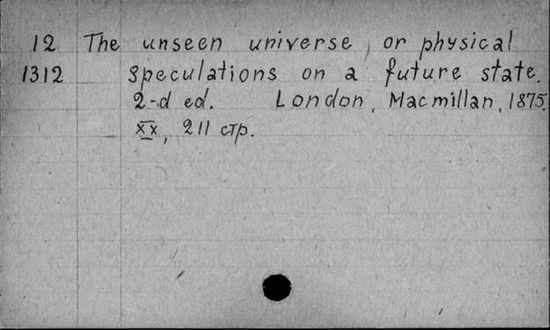 12 The unseen universe, or physical
1312 speculations on a future state.
2-d ed. London, Macmillan, 1875.
XX, 211 стр.